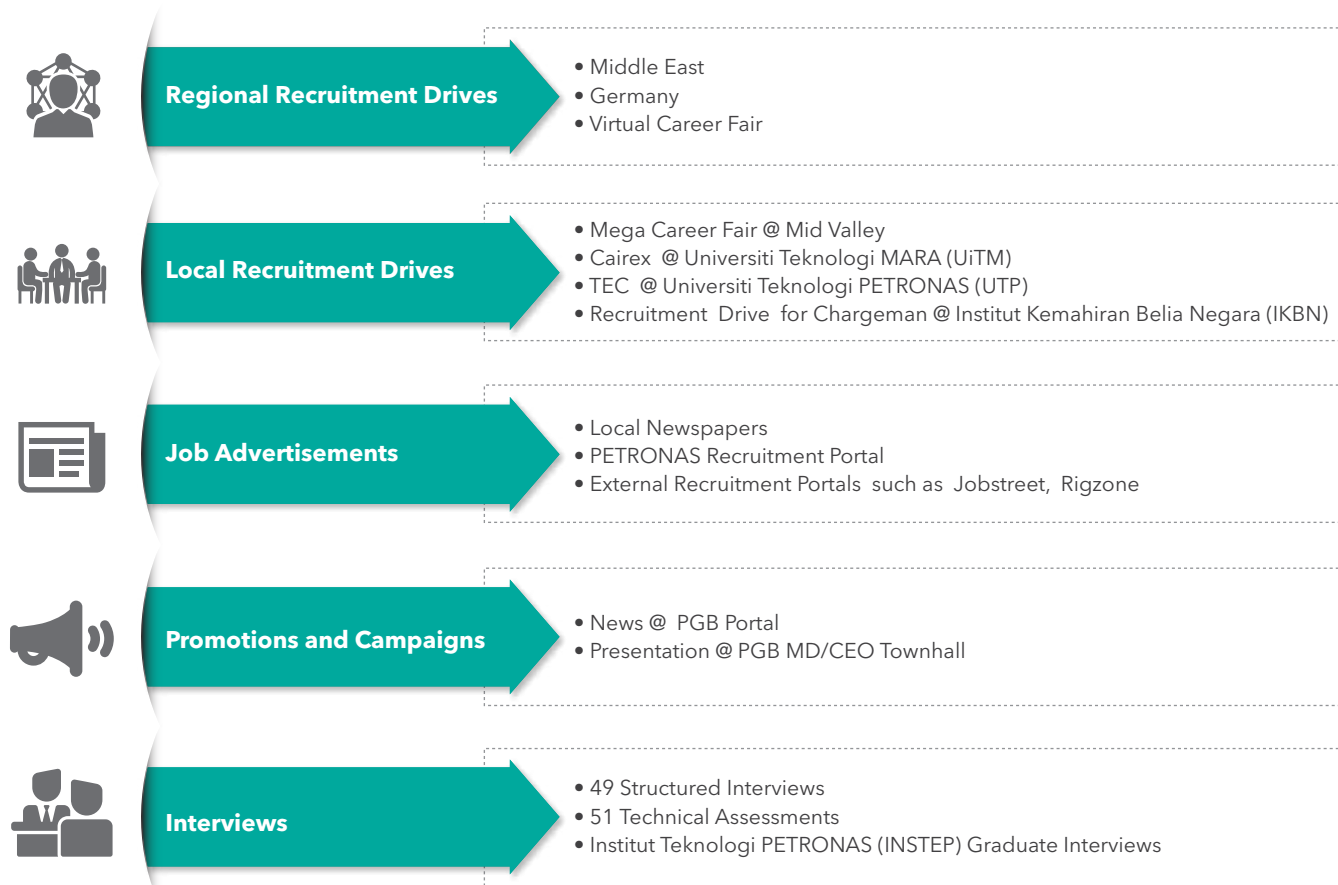 Regional Recruitment Drives
• Middle East
• Germany
• Virtual Career Fair
Local Recruitment Drives
• Mega Career Fair @ Mid Valley
• Cairex @ Universiti Teknologi MARA (UiTM)
• TEC @ Universiti Teknologi PETRONAS (UTP)
• Recruitment Drive for Chargeman @ Institut Kemahiran Belia Negara (IKBN)
Job Advertisements
• Local Newspapers
• PETRONAS Recruitment Portal
• External Recruitment Portals such as Jobstreet, Rigzone
Promotions and Campaigns
• News @ PGB Portal
• Presentation @ PGB MD/CEO Townhall
Interviews
• 49 Structured Interviews
• 51 Technical Assessments
• Institut Teknologi PETRONAS (INSTEP) Graduate Interviews